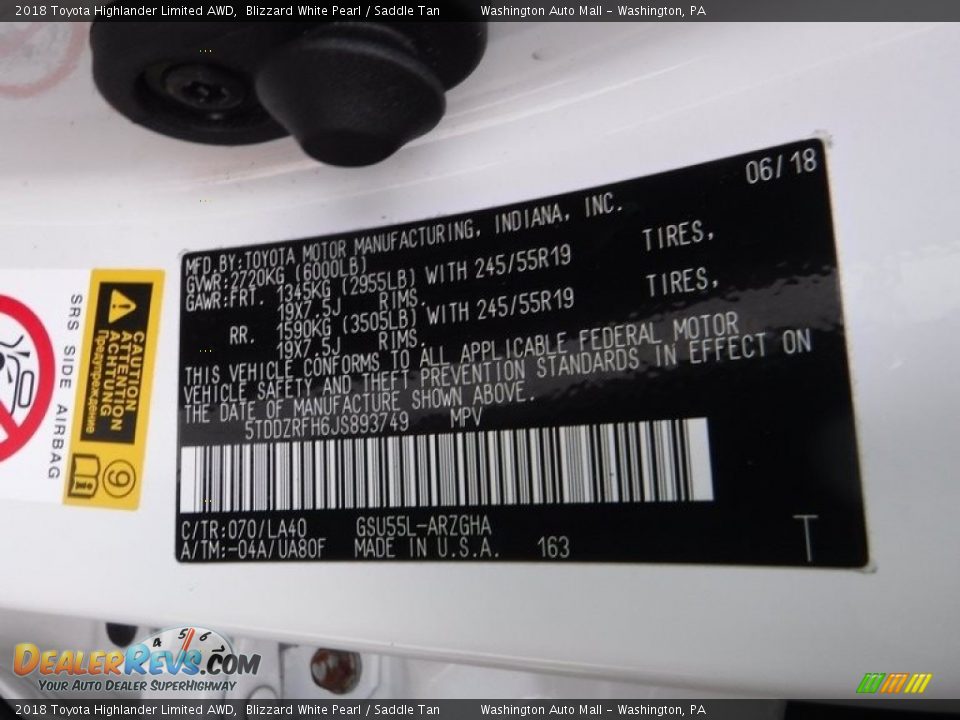 2018 Toyota Highlander Limited AWD,  Blizzard White Pearl / Saddle Tan     Washington Auto Mall - Washington, PA
06/18
MFD.BY:TOYOTA MOTOR MANUFACTURING, INDIANA, INC.
GVWR:2720KG (6000LB)
GAWR:FRT. 1345KG (2955LB) WITH 245/55R19 TIRES,
19X7.5J RIMS.
RR. 1590KG (3505LB) WITH 245/55R19 TIRES,
19X7.5J RIMS.
THIS VEHICLE CONFORMS TO ALL APPLICABLE FEDERAL MOTOR
VEHICLE SAFETY AND THEFT PREVENTION STANDARDS IN EFFECT ON
THE DATE OF MANUFACTURE SHOWN ABOVE.
5TDDZRFH6JS893749 MPV
C/TR:070/LA40 GSU55L-ARZGHA
A/TM:-04A/UA80F MADE IN U.S.A. 163
T
SRS SIDE AIRBAG
CAUTION
ATTENTION
ACHTUNG
Предупреждение
9
4 5 6 7
DEALERREVS.COM
YOUR AUTO DEALER SUPERHIGHWAY
2018 Toyota Highlander Limited AWD,  Blizzard White Pearl / Saddle Tan     Washington Auto Mall - Washington, PA